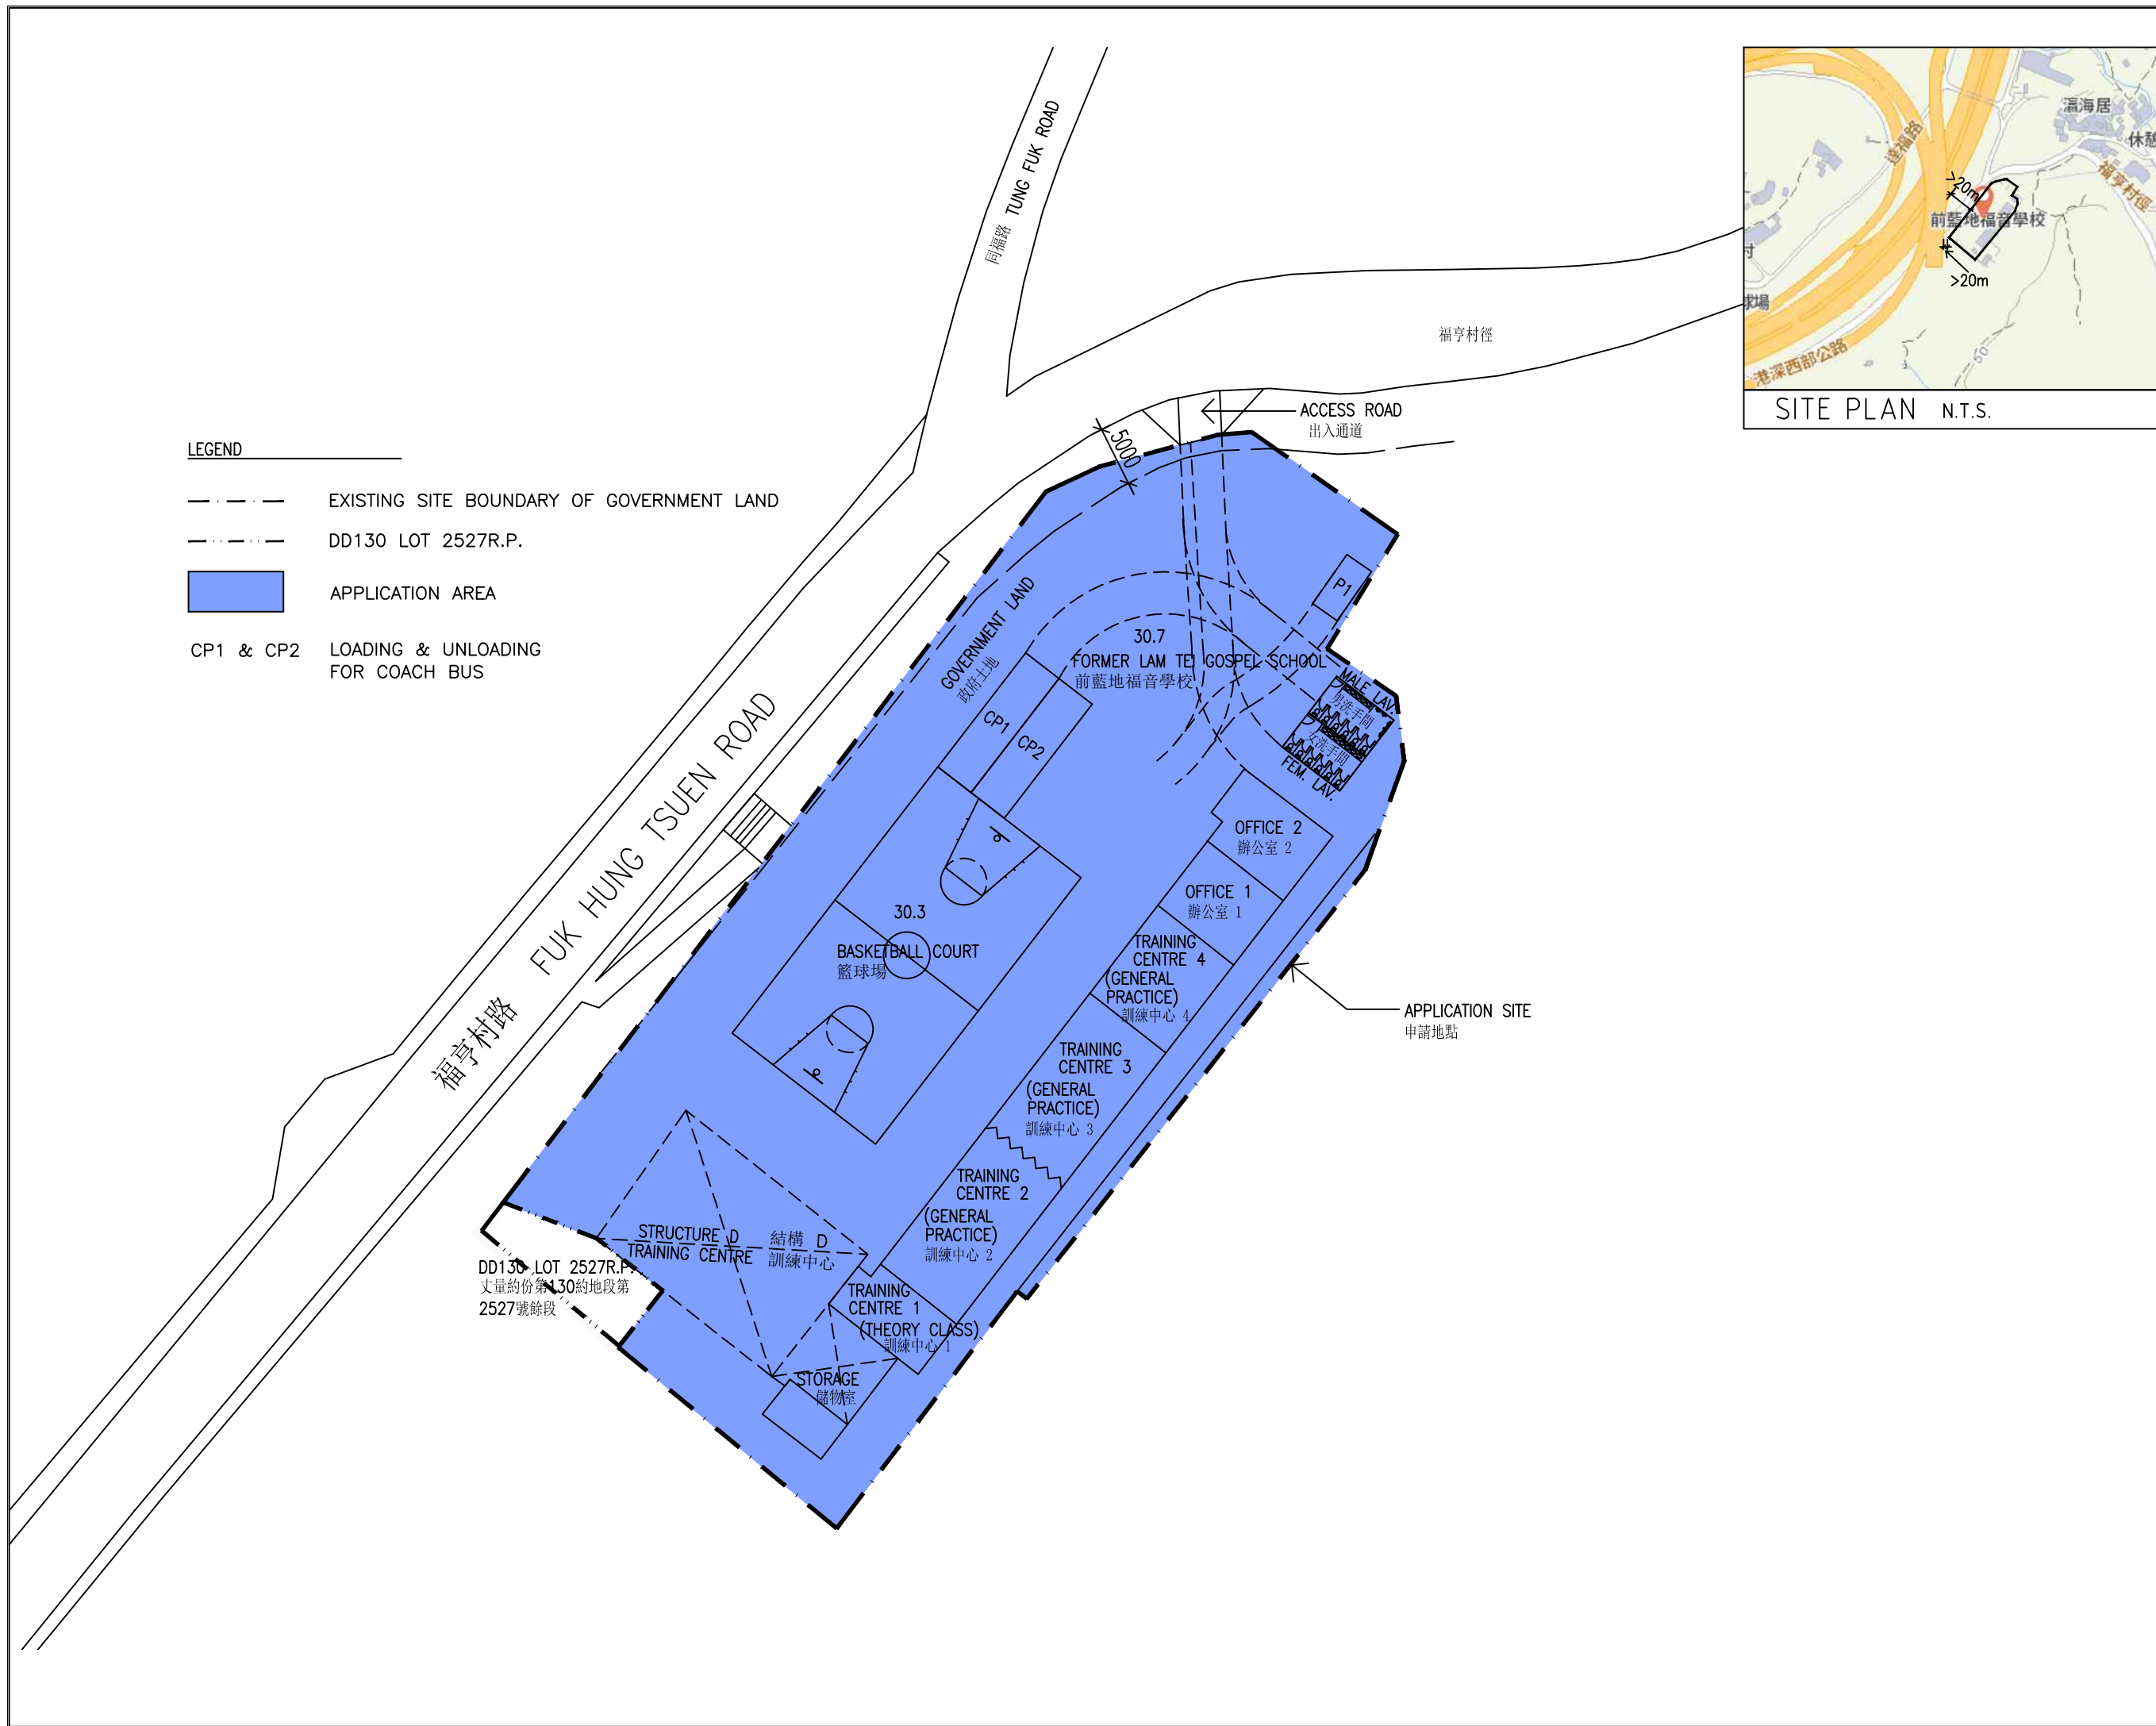 同福路 TUNG FUK ROAD
瀛海居
達福路
福亨村徑
>20m
前藍地福音學校
>20m
50
港深西部公路
SITE PLAN N.T.S.
福亨村徑
ACCESS ROAD
出入通道
5000
LEGEND
EXISTING SITE BOUNDARY OF GOVERNMENT LAND
DD130 LOT 2527R.P.
APPLICATION AREA
CP1 & CP2 LOADING & UNLOADING
FOR COACH BUS
GOVERNMENT LAND
政府土地
P1
30.7
FORMER LAM TEI GOSPEL SCHOOL
前藍地福音學校
MALE LAV.
男洗手間
女洗手間
FEM. LAV.
CP1
CP2
福亨村路 FUK HUNG TSUEN ROAD
OFFICE 2
辦公室 2
OFFICE 1
辦公室 1
30.3
BASKETBALL COURT
籃球場
TRAINING
CENTRE 4
(GENERAL
PRACTICE)
訓練中心 4
APPLICATION SITE
申請地點
TRAINING
CENTRE 3
(GENERAL
PRACTICE)
訓練中心 3
TRAINING
CENTRE 2
(GENERAL
PRACTICE)
訓練中心 2
STRUCTURE D 結構 D
TRAINING CENTRE 訓練中心
DD130 LOT 2527R.P.
丈量約份第130約地段第
2527號餘段
TRAINING
CENTRE 1
(THEORY CLASS)
訓練中心 1
STORAGE
儲物室